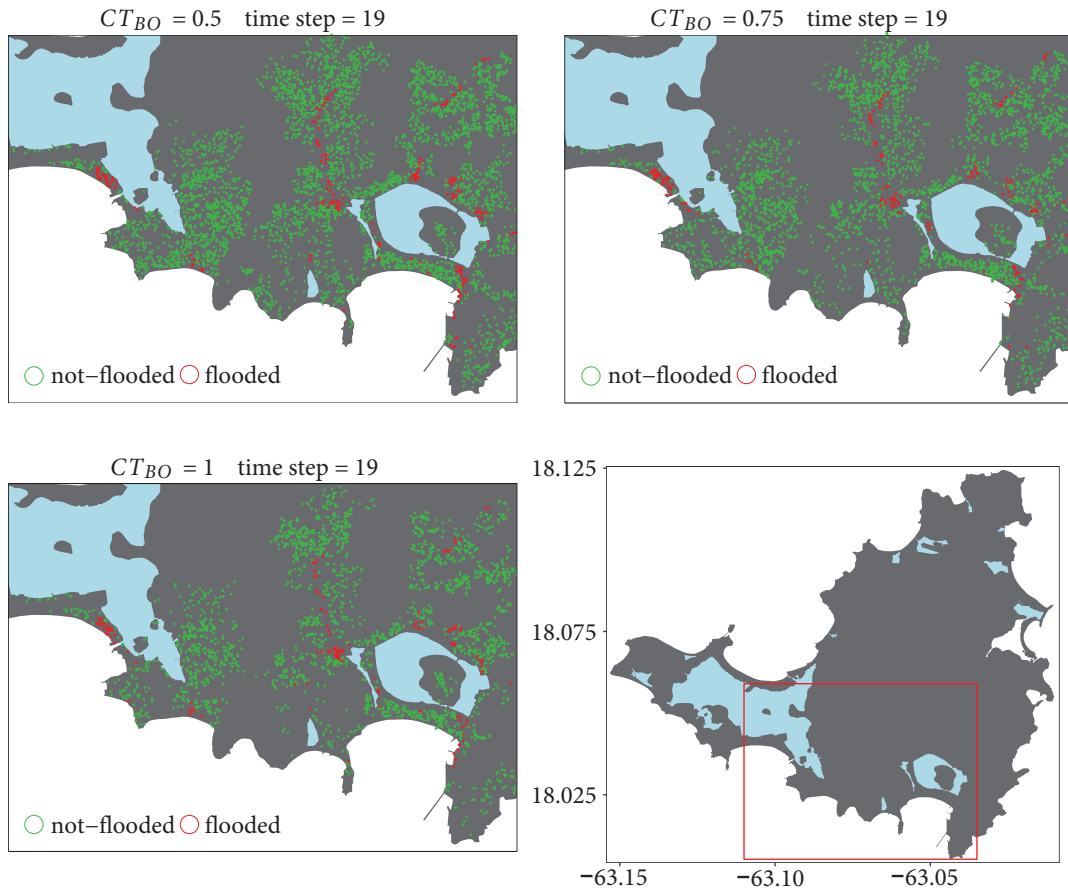 CT_BO = 0.5 time step = 19
CT_BO = 0.75 time step = 19
not−flooded flooded
not−flooded flooded
CT_BO = 1 time step = 19
not−flooded flooded
18.125
18.075
18.025
−63.15 −63.10 −63.05